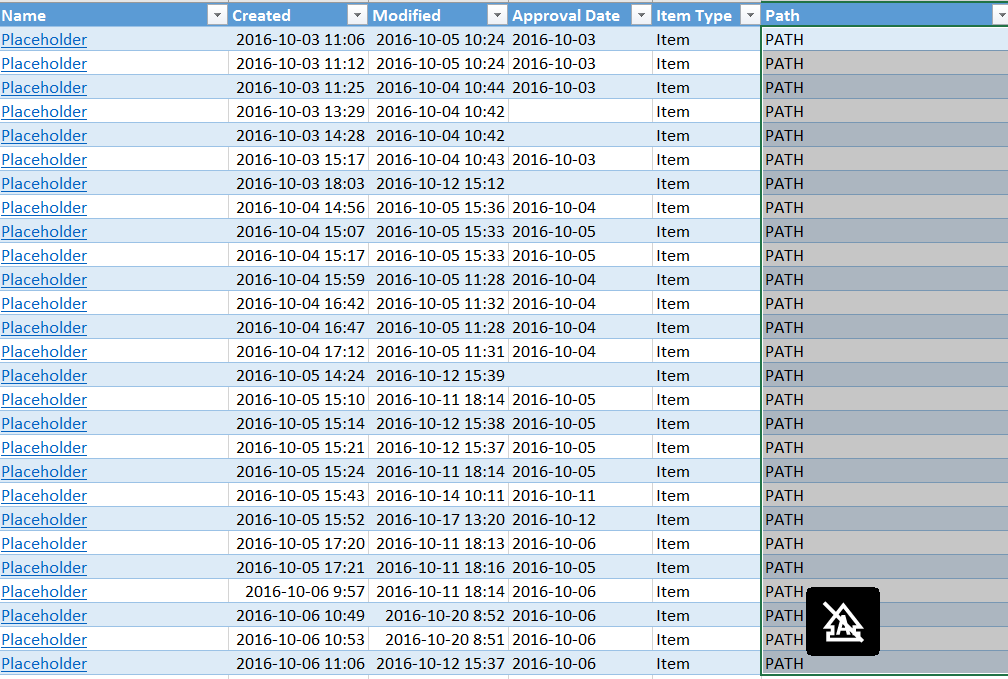 Name Created Modified Approval Date Item Type Path
Placeholder 2016-10-03 11:06 2016-10-05 10:24 2016-10-03 Item PATH
Placeholder 2016-10-03 11:12 2016-10-05 10:24 2016-10-03 Item PATH
Placeholder 2016-10-03 11:25 2016-10-04 10:44 2016-10-03 Item PATH
Placeholder 2016-10-03 13:29 2016-10-04 10:42 Item PATH
Placeholder 2016-10-03 14:28 2016-10-04 10:42 Item PATH
Placeholder 2016-10-03 15:17 2016-10-04 10:43 2016-10-03 Item PATH
Placeholder 2016-10-03 18:03 2016-10-12 15:12 Item PATH
Placeholder 2016-10-04 14:56 2016-10-05 15:36 2016-10-04 Item PATH
Placeholder 2016-10-04 15:07 2016-10-05 15:33 2016-10-05 Item PATH
Placeholder 2016-10-04 15:17 2016-10-05 15:33 2016-10-05 Item PATH
Placeholder 2016-10-04 15:59 2016-10-05 11:28 2016-10-04 Item PATH
Placeholder 2016-10-04 16:42 2016-10-05 11:32 2016-10-04 Item PATH
Placeholder 2016-10-04 16:47 2016-10-05 11:28 2016-10-04 Item PATH
Placeholder 2016-10-04 17:12 2016-10-05 11:31 2016-10-04 Item PATH
Placeholder 2016-10-05 14:24 2016-10-12 15:39 Item PATH
Placeholder 2016-10-05 15:10 2016-10-11 18:14 2016-10-05 Item PATH
Placeholder 2016-10-05 15:14 2016-10-12 15:38 2016-10-05 Item PATH
Placeholder 2016-10-05 15:21 2016-10-12 15:37 2016-10-05 Item PATH
Placeholder 2016-10-05 15:24 2016-10-11 18:14 2016-10-05 Item PATH
Placeholder 2016-10-05 15:43 2016-10-14 10:11 2016-10-11 Item PATH
Placeholder 2016-10-05 15:52 2016-10-17 13:20 2016-10-12 Item PATH
Placeholder 2016-10-05 17:20 2016-10-11 18:13 2016-10-06 Item PATH
Placeholder 2016-10-05 17:21 2016-10-11 18:16 2016-10-05 Item PATH
Placeholder 2016-10-06 9:57 2016-10-11 18:14 2016-10-06 Item PATH
Placeholder 2016-10-06 10:49 2016-10-20 8:52 2016-10-06 Item PATH
Placeholder 2016-10-06 10:53 2016-10-20 8:51 2016-10-06 Item PATH
Placeholder 2016-10-06 11:06 2016-10-12 15:37 2016-10-06 Item PATH
A